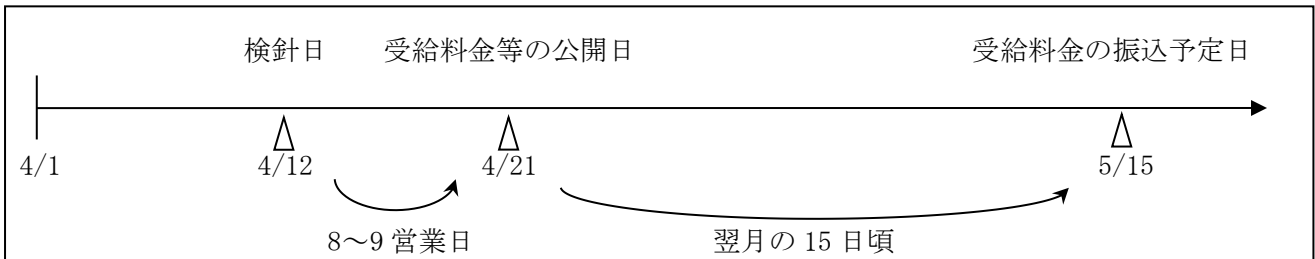 検針日 受給料金等の公開日 受給料金の振込予定日
4/1 4/12 4/21 5/15
8～9 営業日 翌月の 15 日頃